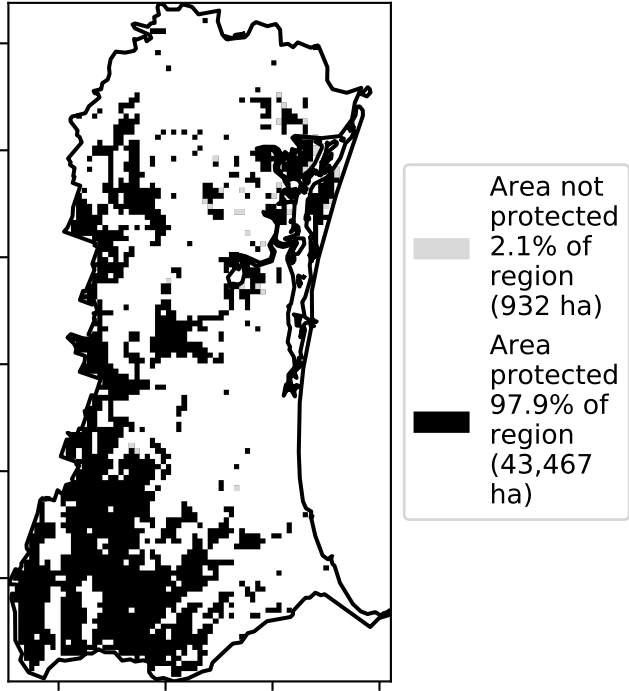 Area not
protected
2.1% of
region
(932 ha)
Area
protected
97.9% of
region
(43,467
ha)